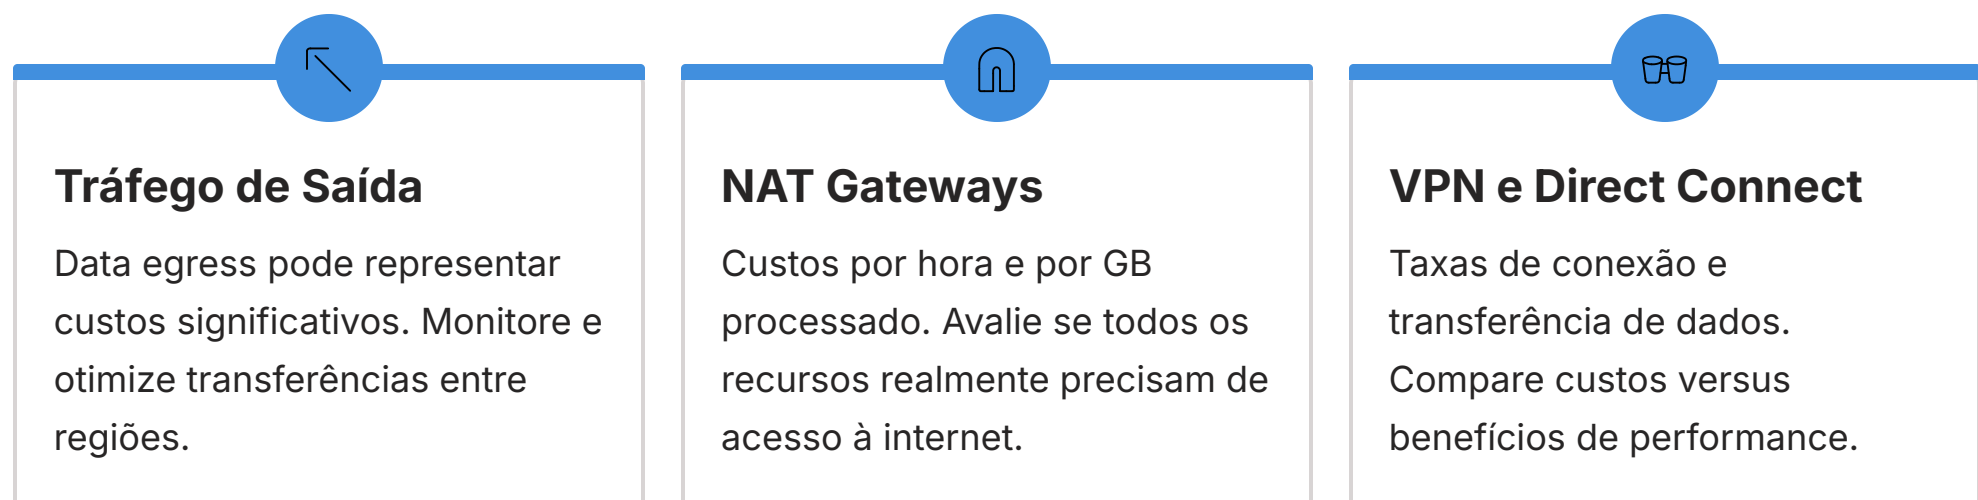 Tráfego de Saída
Data egress pode representar
custos significativos. Monitore e
otimize transferências entre
regiões.
NAT Gateways
Custos por hora e por GB
processado. Avalie se todos os
recursos realmente precisam de
acesso à internet.
VPN e Direct Connect
Taxas de conexão e
transferência de dados.
Compare custos versus
benefícios de performance.